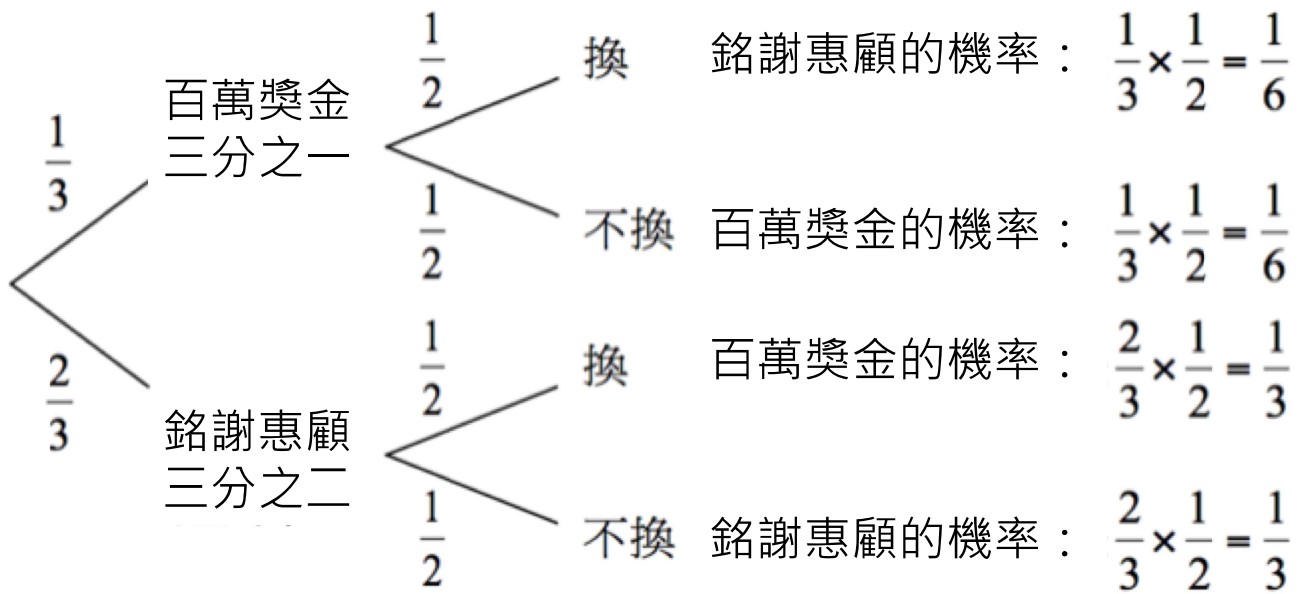 1/3
百萬獎金
三分之一
1/2
換 銘謝惠顧的機率： 1/3 × 1/2 = 1/6
1/2
不換 百萬獎金的機率： 1/3 × 1/2 = 1/6
2/3
銘謝惠顧
三分之二
1/2
換 百萬獎金的機率： 2/3 × 1/2 = 1/3
1/2
不換 銘謝惠顧的機率： 2/3 × 1/2 = 1/3